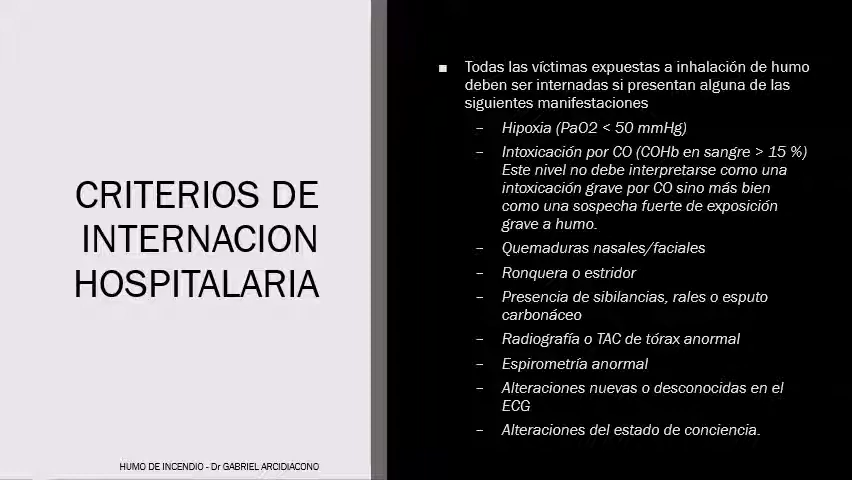 CRITERIOS DE
INTERNACION
HOSPITALARIA
HUMO DE INCENDIO - Dr GABRIEL ARCIDIACONO
▪ Todas las víctimas expuestas a inhalación de humo
deben ser internadas si presentan alguna de las
siguientes manifestaciones
– Hipoxia (PaO2 < 50 mmHg)
– Intoxicación por CO (COHb en sangre > 15 %)
Este nivel no debe interpretarse como una
intoxicación grave por CO sino más bien
como una sospecha fuerte de exposición
grave a humo.
– Quemaduras nasales/faciales
– Ronquera o estridor
– Presencia de sibilancias, rales o esputo
carbonáceo
– Radiografía o TAC de tórax anormal
– Espirometría anormal
– Alteraciones nuevas o desconocidas en el
ECG
– Alteraciones del estado de conciencia.